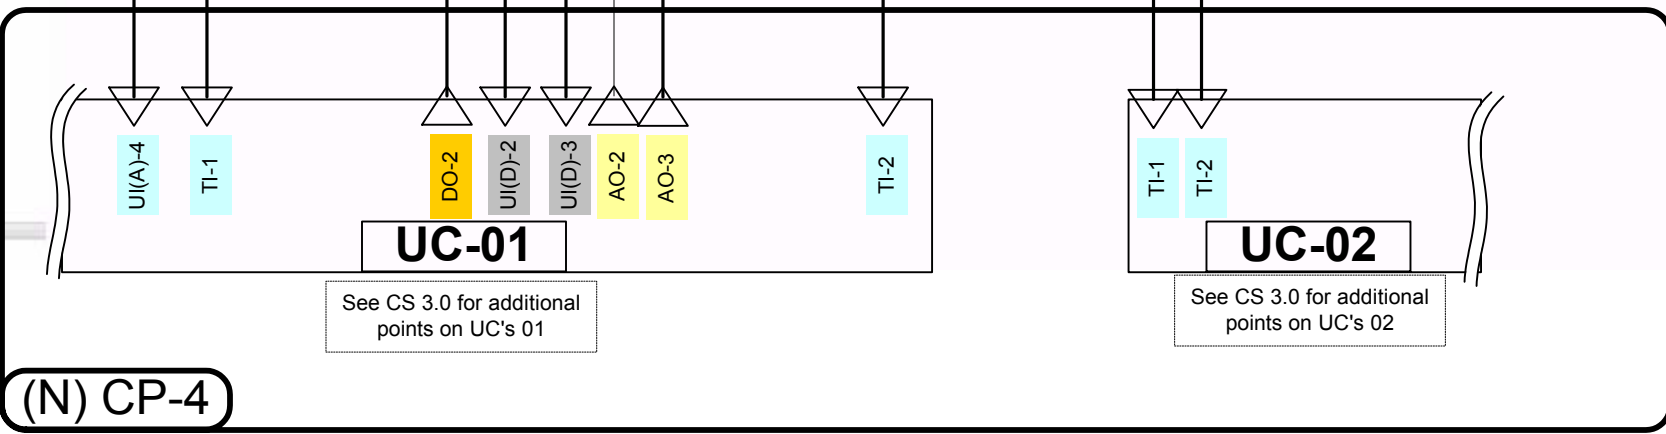 UI(A)-4
TI-1
DO-2
UI(D)-2
UI(D)-3
AO-2
AO-3
TI-2
TI-1
TI-2
UC-01
UC-02
See CS 3.0 for additional
points on UC's 01
See CS 3.0 for additional
points on UC's 02
(N) CP-4